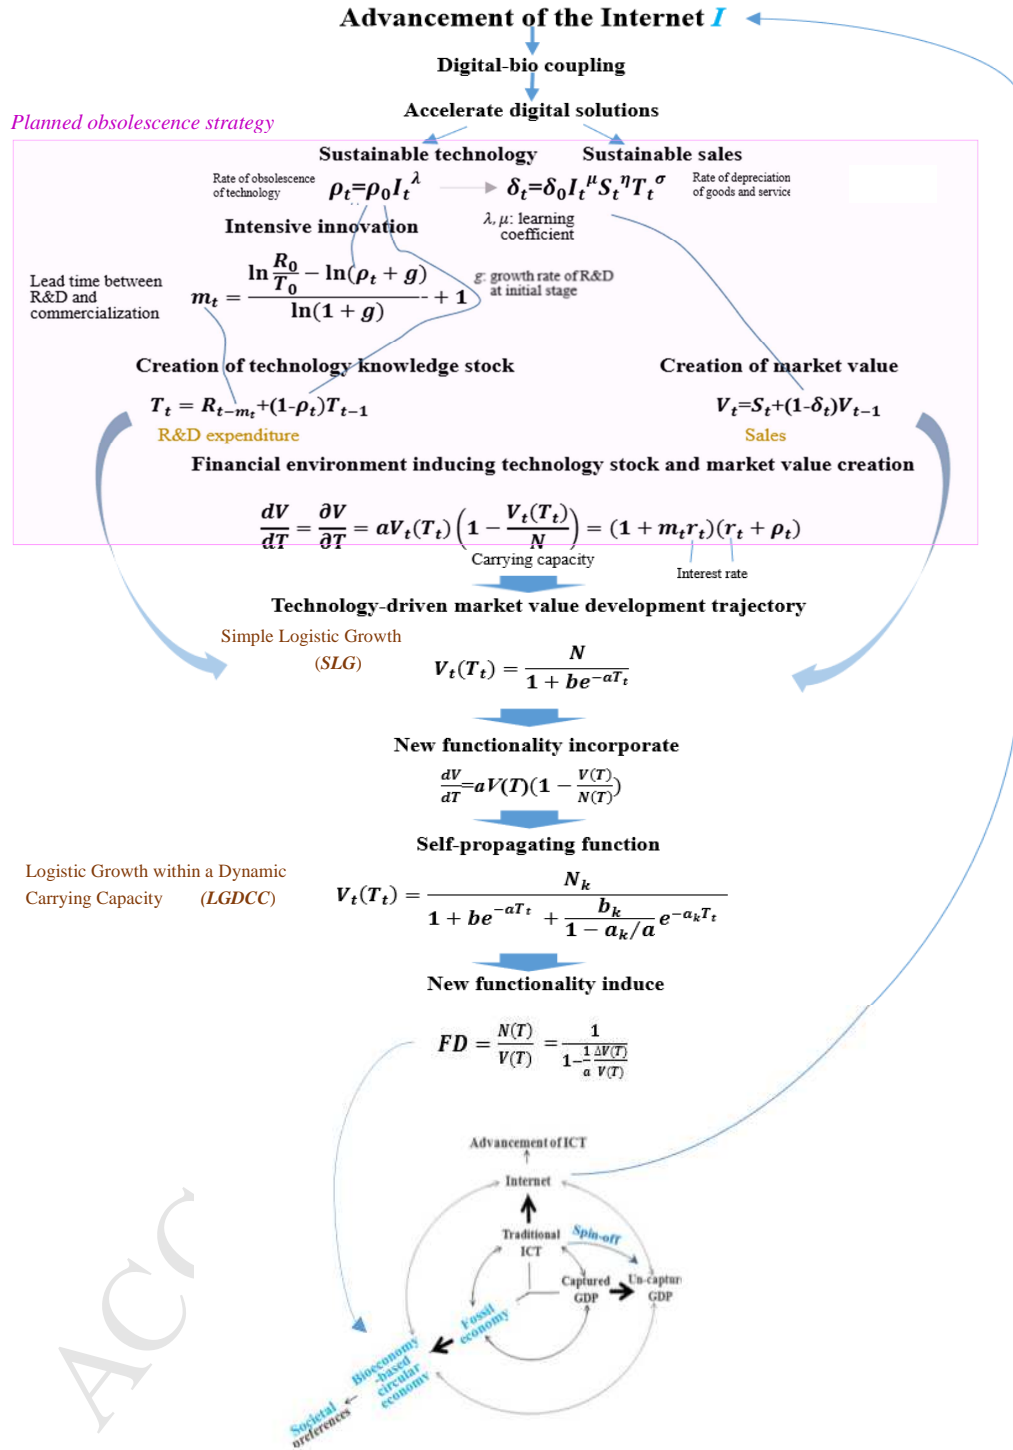 Advancement of the Internet I
Digital-bio coupling
Accelerate digital solutions
Planned obsolescence strategy
Sustainable technology
Sustainable sales
Rate of obsolescence
of technology
ρₜ=ρ₀Iₜ^λ
δₜ=δ₀Iₜ^μSₜ^ηTₜ^σ
Rate of depreciation
of goods and service
λ, μ: learning
coefficient
Intensive innovation
Lead time between
R&D and
commercialization
mₜ = (ln R₀/T₀ − ln(ρₜ + g)) / ln(1 + g) + 1
g: growth rate of R&D
at initial stage
Creation of technology knowledge stock
Creation of market value
Tₜ = Rₜ₋ₘₜ+(1-ρₜ)Tₜ₋₁
Vₜ=Sₜ+(1-δₜ)Vₜ₋₁
R&D expenditure
Sales
Financial environment inducing technology stock and market value creation
dV/dT = ∂V/∂T = aVₜ(Tₜ)(1 − Vₜ(Tₜ)/N) = (1 + mₜrₜ)(rₜ + ρₜ)
Carrying capacity
Interest rate
Technology-driven market value development trajectory
Simple Logistic Growth
(SLG)
Vₜ(Tₜ) = N / (1 + be^(−aTₜ))
New functionality incorporate
dV/dT=aV(T)(1 − V(T)/N(T))
Self-propagating function
Logistic Growth within a Dynamic
Carrying Capacity (LGDCC)
Vₜ(Tₜ) = Nₖ / (1 + be^(−aTₜ) + bₖ/(1 − aₖ/a) e^(−aₖTₜ))
New functionality induce
FD = N(T)/V(T) = 1 / (1−(1/a)(ΔV(T)/V(T)))
Advancement of ICT
Internet
Traditional
ICT
Spin-off
Captured
GDP
Un-captur
GDP
Fossil
economy
Bioeconomy
-based
circular
economy
Societal
preferences
ACC